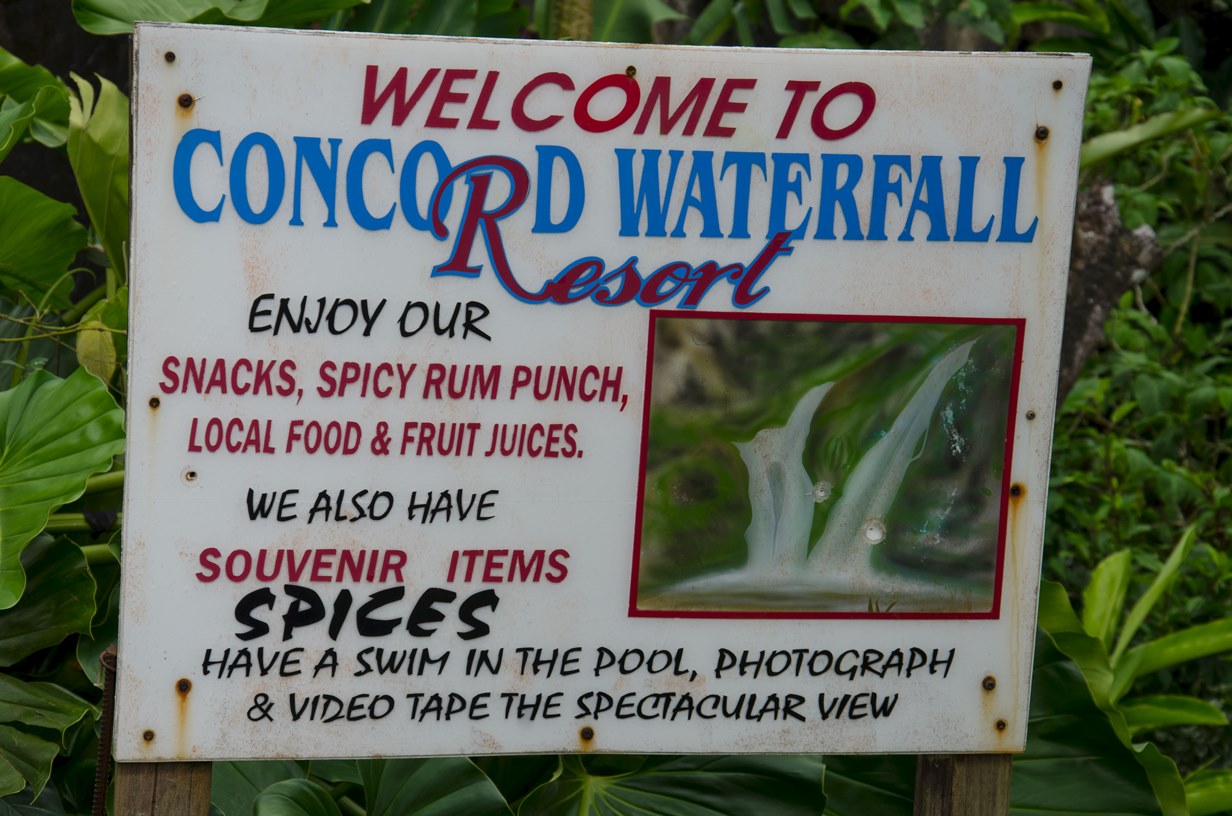 WELCOME TO
CONCORD WATERFALL
Resort
ENJOY OUR
SNACKS, SPICY RUM PUNCH,
LOCAL FOOD & FRUIT JUICES.
WE ALSO HAVE
SOUVENIR ITEMS
SPICES
HAVE A SWIM IN THE POOL, PHOTOGRAPH
& VIDEO TAPE THE SPECTACULAR VIEW